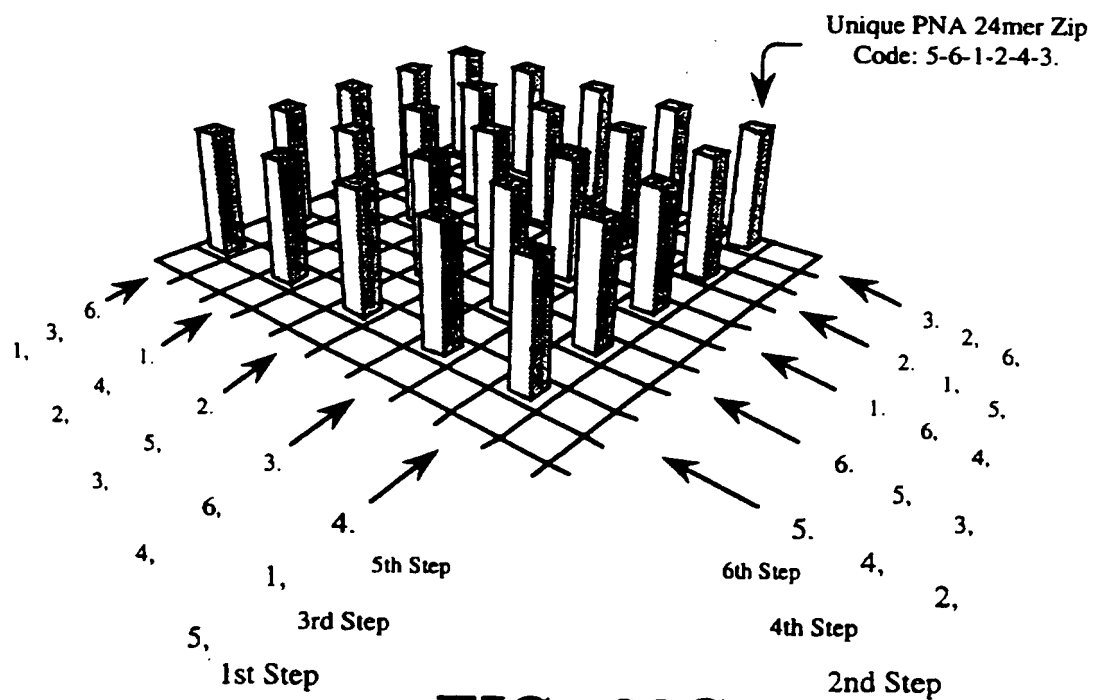 Unique PNA 24mer Zip
Code: 5-6-1-2-4-3.
1, 3, 6.
2, 4, 1.
3, 5, 2.
4, 6, 3.
5, 1, 4.
3. 2, 6,
2. 1, 5,
1. 6, 4,
6. 5, 3,
5. 4, 2,
5th Step
6th Step
3rd Step
4th Step
1st Step
2nd Step